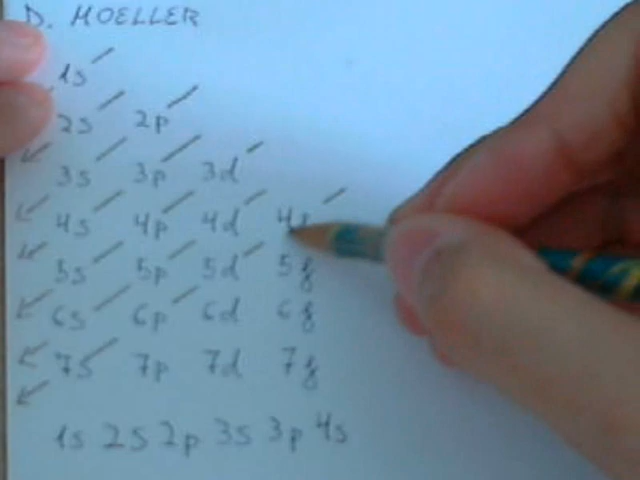 D. MOELLER
1s
2s 2p
3s 3p 3d
4s 4p 4d 4f
5s 5p 5d 5f
6s 6p 6d 6f
7s 7p 7d 7f
1s 2s 2p 3s 3p 4s